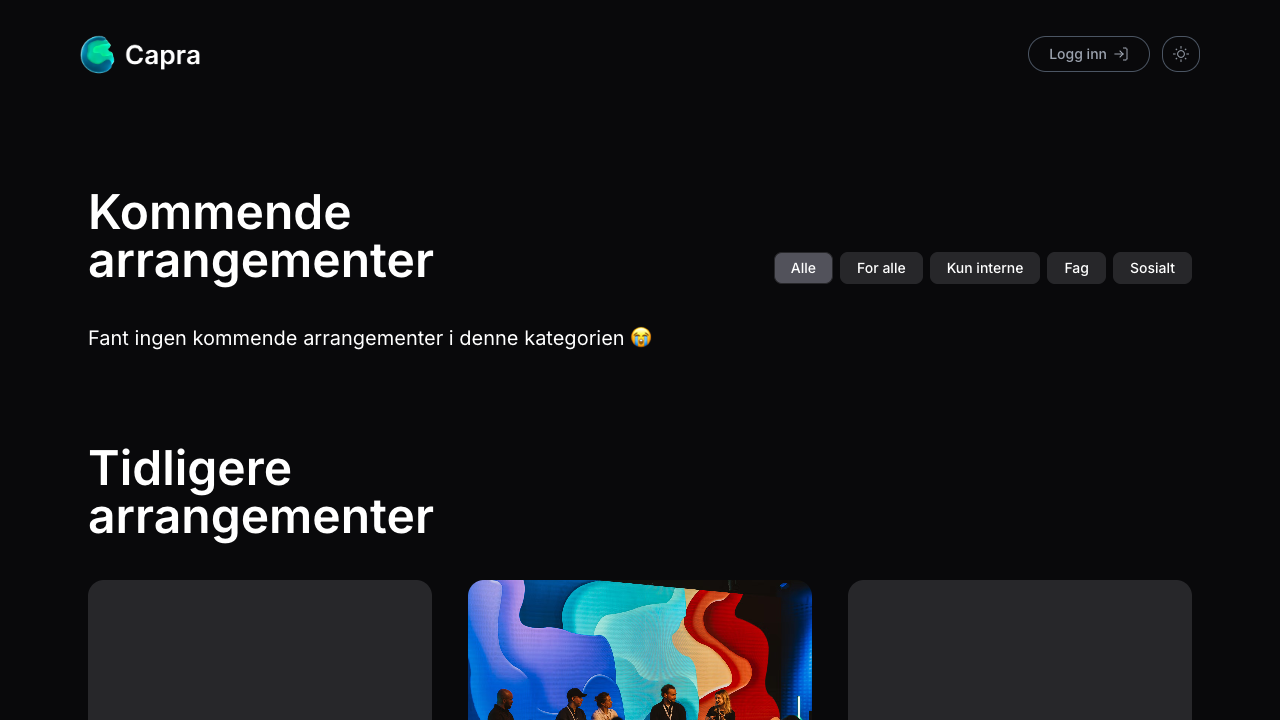 Capra
Logg inn
Kommende
arrangementer
Alle
For alle
Kun interne
Fag
Sosialt
Fant ingen kommende arrangementer i denne kategorien 😭
Tidligere
arrangementer